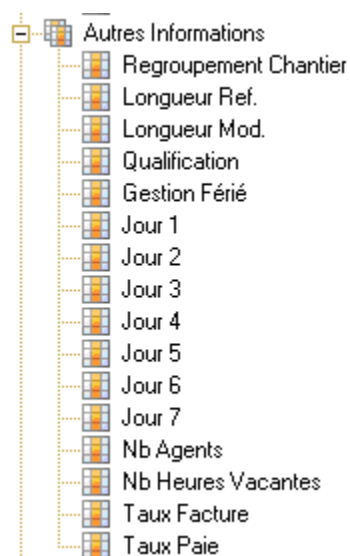 Autres Informations
Regroupement Chantier
Longueur Ref.
Longueur Mod.
Qualification
Gestion Férié
Jour 1
Jour 2
Jour 3
Jour 4
Jour 5
Jour 6
Jour 7
Nb Agents
Nb Heures Vacantes
Taux Facture
Taux Paie